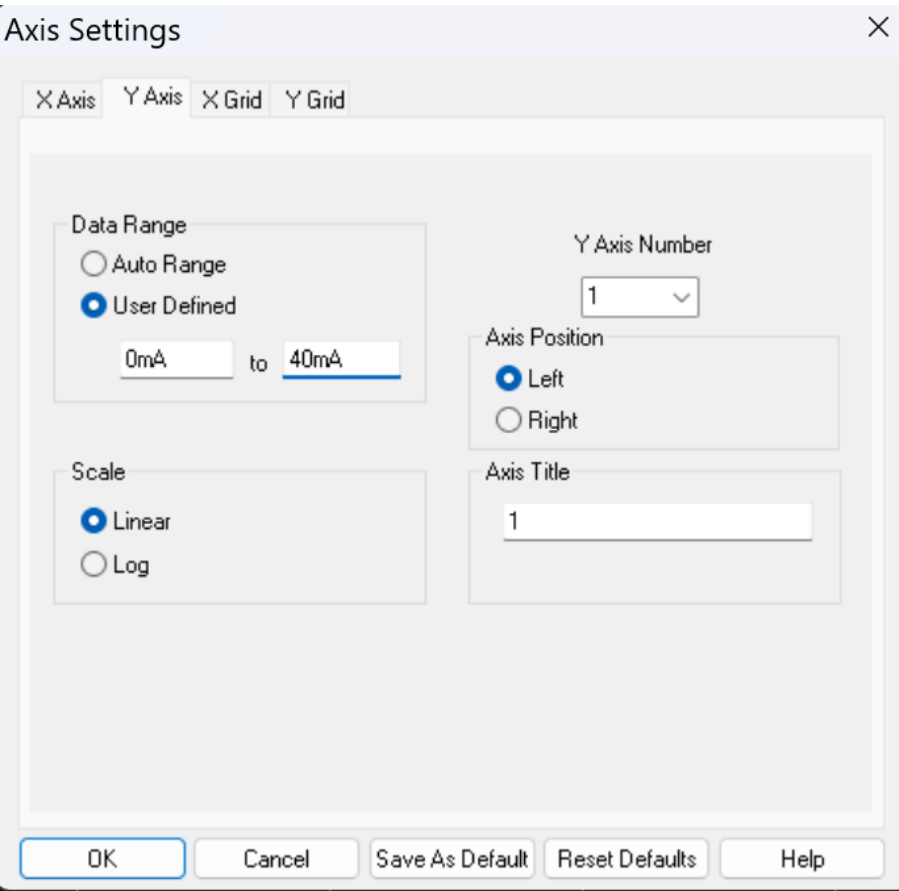 Axis Settings
X Axis
Y Axis
X Grid
Y Grid
Data Range
Auto Range
User Defined
0mA to 40mA
Y Axis Number
1
Axis Position
Left
Right
Scale
Linear
Log
Axis Title
1
OK
Cancel
Save As Default
Reset Defaults
Help